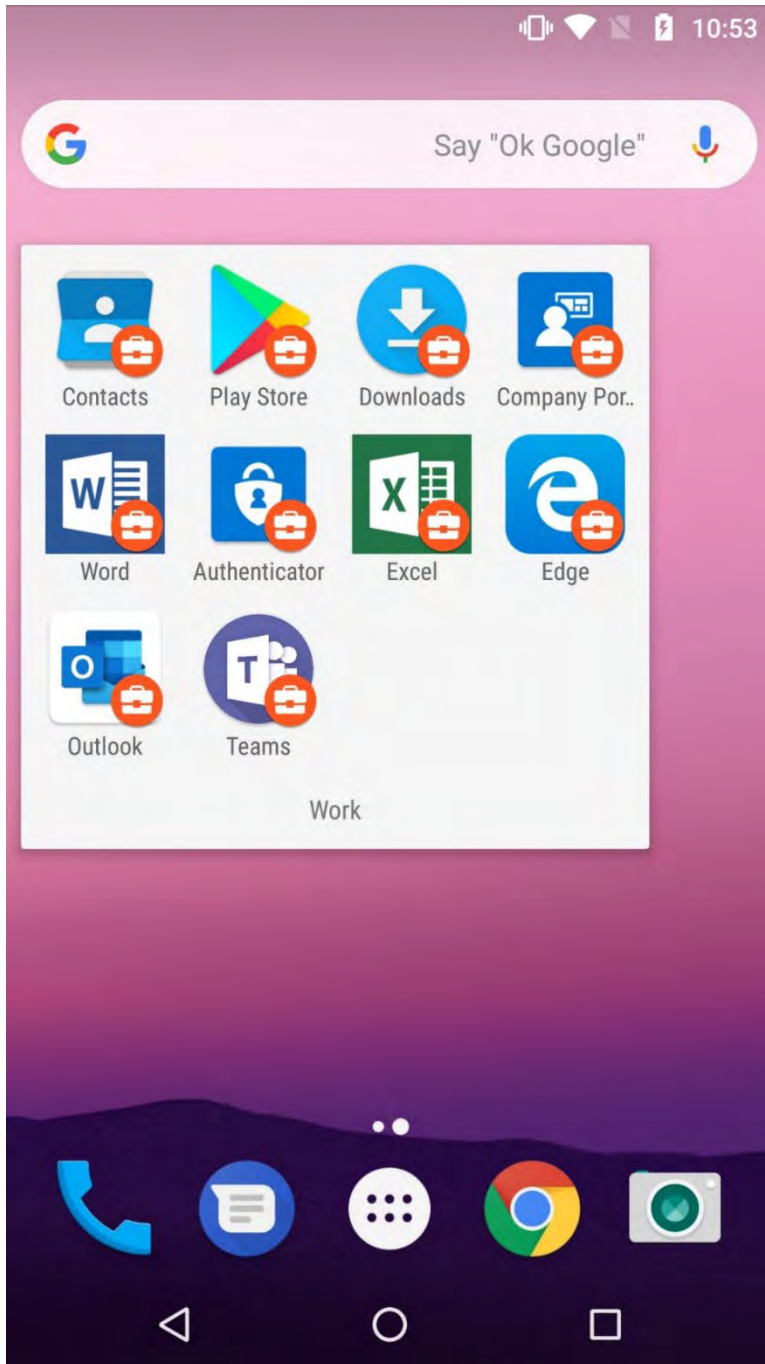 10:53
Say "Ok Google"
Contacts Play Store Downloads Company Por..
Word Authenticator Excel Edge
Outlook Teams
Work